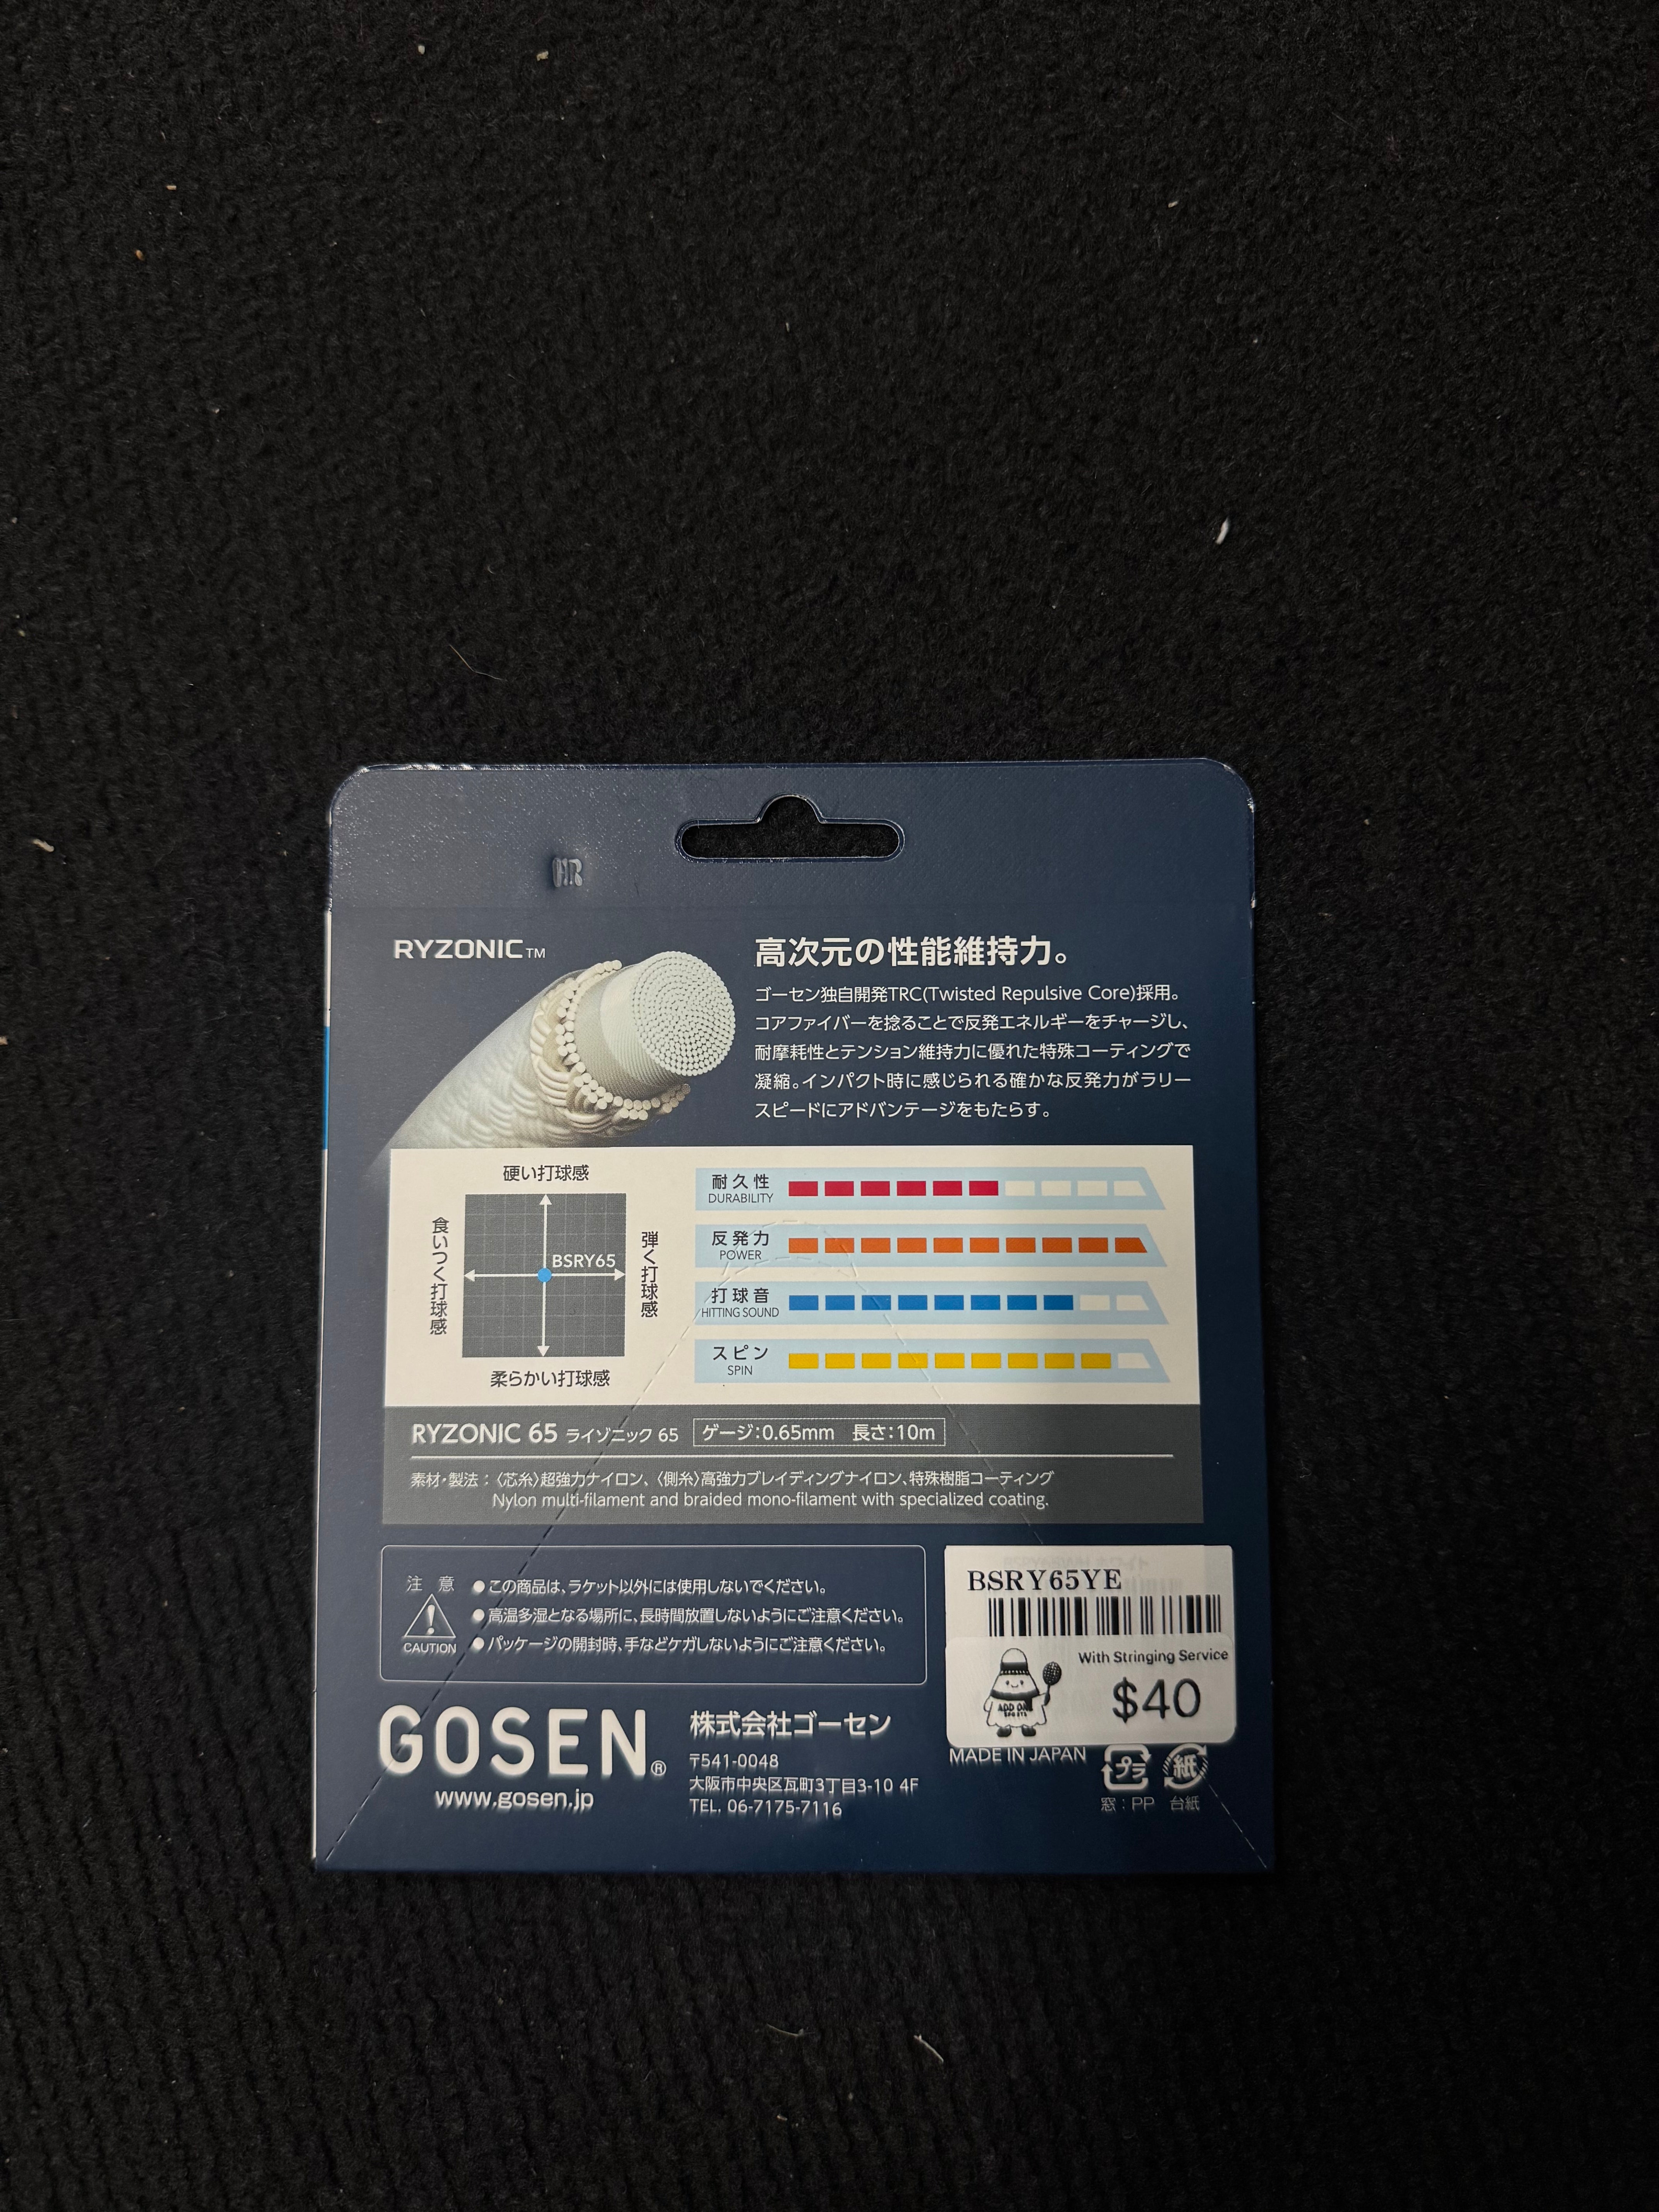 RYZONIC™
高次元の性能維持力。
ゴーセン独自開発TRC(Twisted Repulsive Core)採用。
コアファイバーを捻ることで反発エネルギーをチャージし、
耐摩耗性とテンション維持力に優れた特殊コーティングで
凝縮。インパクト時に感じられる確かな反発力がラリー
スピードにアドバンテージをもたらす。
硬い打球感
食いつく打球感
BSRY65
弾く打球感
柔らかい打球感
耐久性
DURABILITY
反発力
POWER
打球音
HITTING SOUND
スピン
SPIN
RYZONIC 65 ライゾニック 65 ゲージ:0.65mm 長さ:10m
素材・製法:〈芯糸〉超強力ナイロン、〈側糸〉高強力ブレイディングナイロン、特殊樹脂コーティング
Nylon multi-filament and braided mono-filament with specialized coating.
注意
CAUTION
●この商品は、ラケット以外には使用しないでください。
●高温多湿となる場所に、長時間放置しないようにご注意ください。
●パッケージの開封時、手などケガしないようにご注意ください。
BSRY65YE
With Stringing Service
$40
ADD ONE
MADE IN JAPAN
プラ
紙
窓:PP 台紙
GOSEN®
www.gosen.jp
株式会社ゴーセン
〒541-0048
大阪市中央区瓦町3丁目3-10 4F
TEL. 06-7175-7116